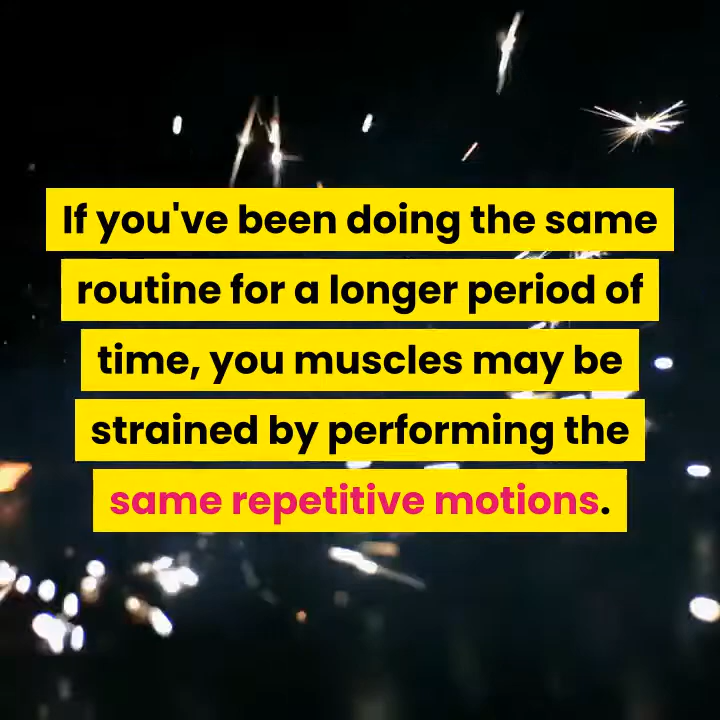 If you've been doing the same
routine for a longer period of
time, you muscles may be
strained by performing the
same repetitive motions.